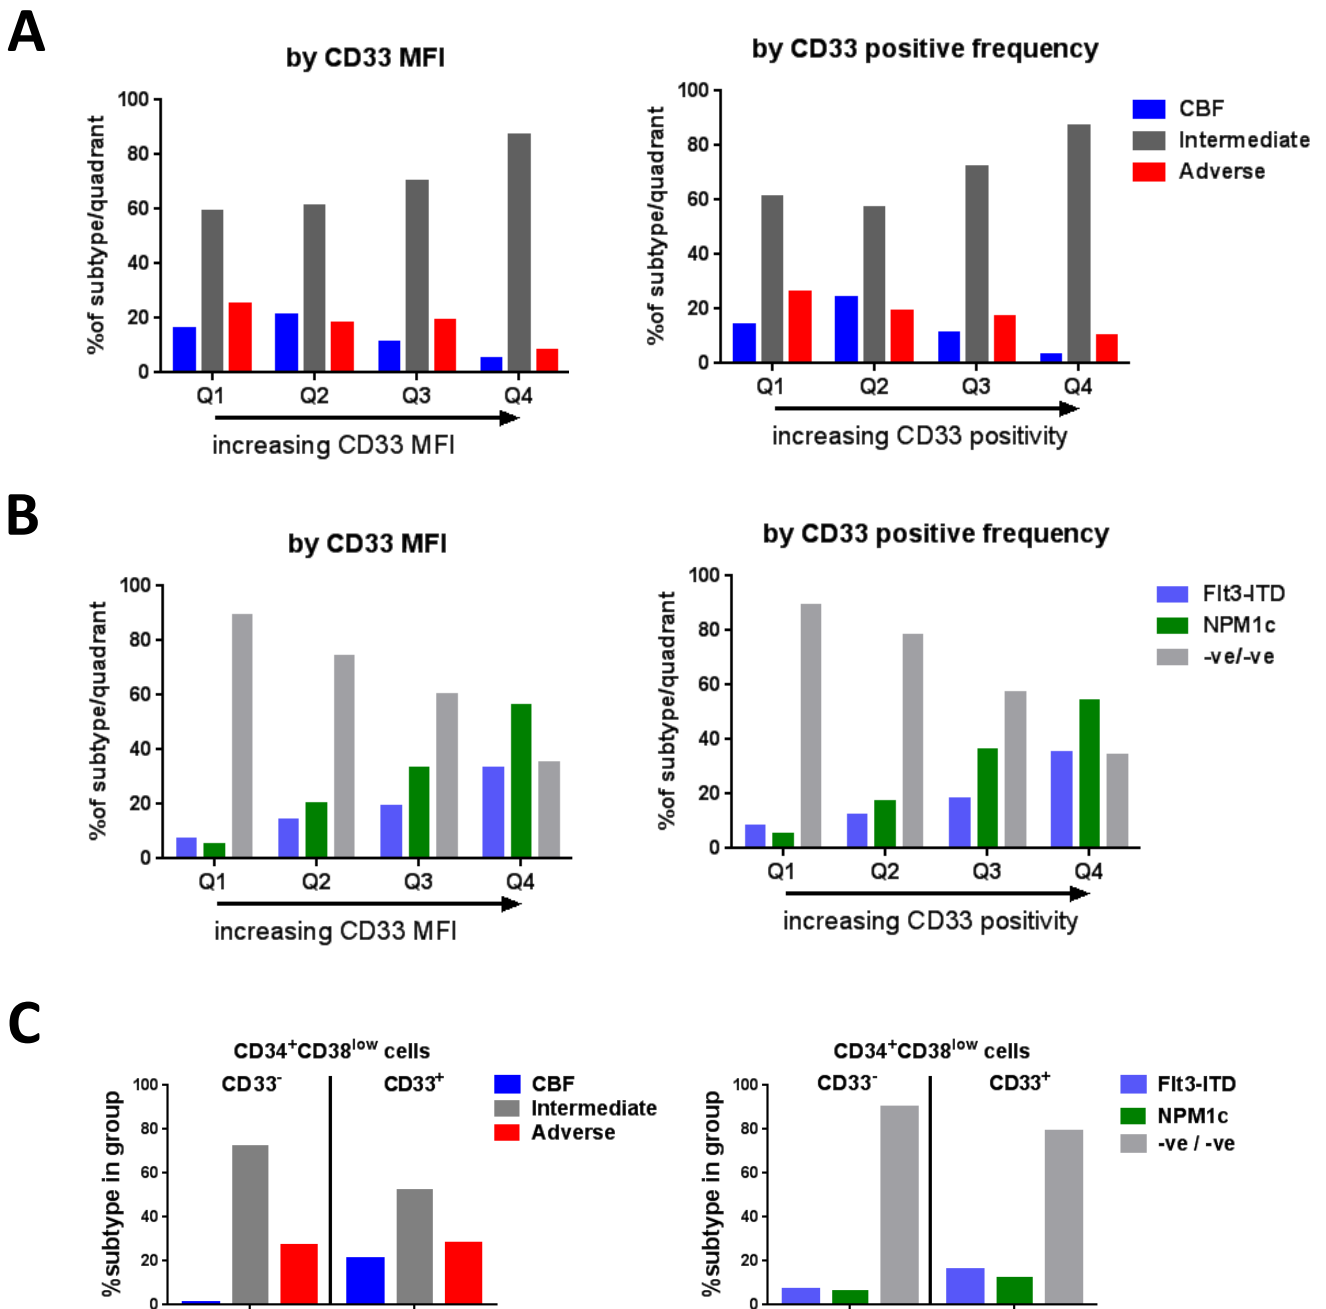 A
by CD33 MFI
%of subtype/quadrant
100
80
60
40
20
0
Q1 Q2 Q3 Q4
increasing CD33 MFI
by CD33 positive frequency
%of subtype/quadrant
100
80
60
40
20
0
Q1 Q2 Q3 Q4
increasing CD33 positivity
CBF
Intermediate
Adverse
B
by CD33 MFI
%of subtype/quadrant
100
80
60
40
20
0
Q1 Q2 Q3 Q4
increasing CD33 MFI
by CD33 positive frequency
%of subtype/quadrant
100
80
60
40
20
0
Q1 Q2 Q3 Q4
increasing CD33 positivity
Flt3-ITD
NPM1c
-ve/-ve
C
CD34⁺CD38ˡᵒʷ cells
CD33⁻ CD33⁺
%subtype in group
100
80
60
40
20
0
CBF
Intermediate
Adverse
CD34⁺CD38ˡᵒʷ cells
CD33⁻ CD33⁺
%subtype in group
100
80
60
40
20
0
Flt3-ITD
NPM1c
-ve / -ve